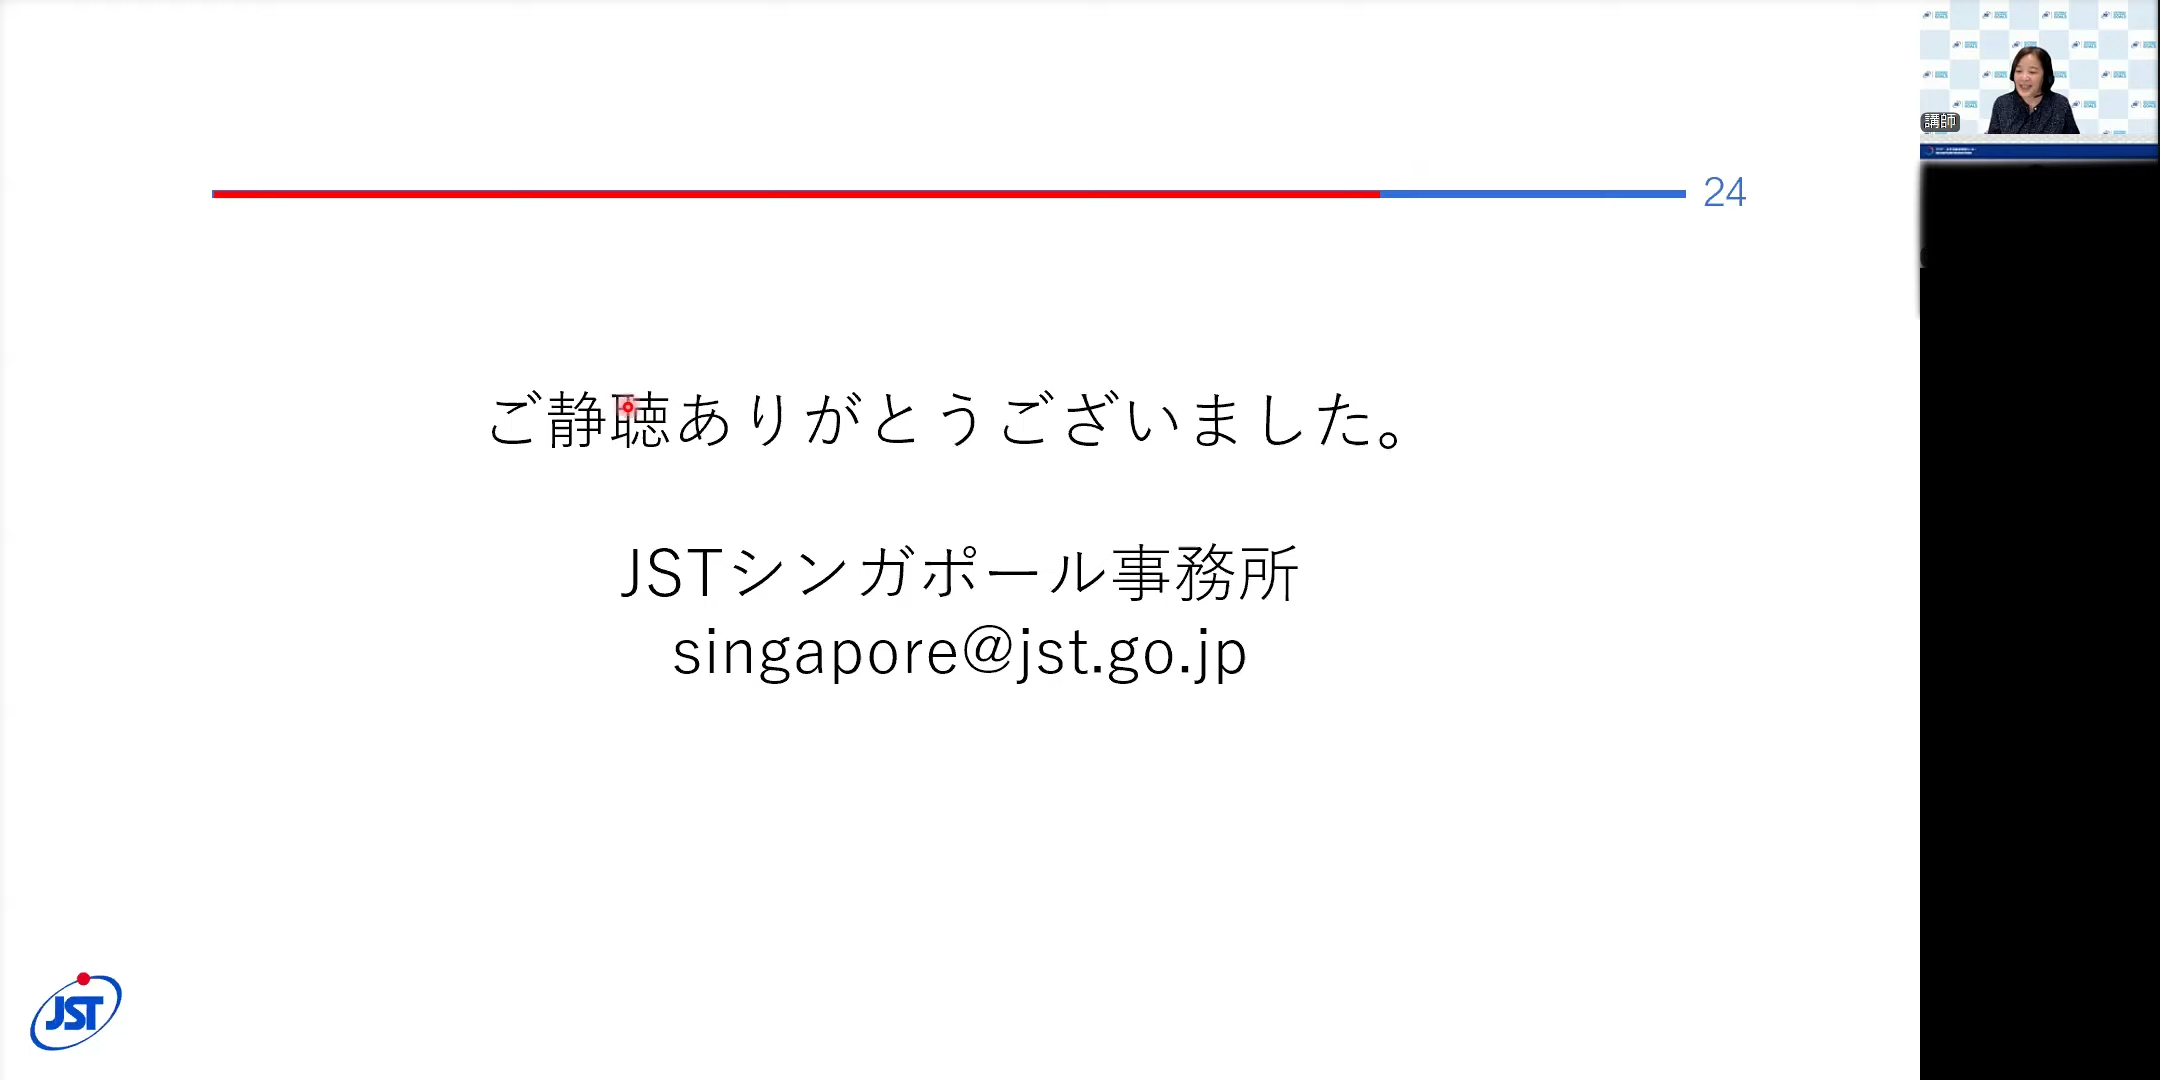 24
ご静聴ありがとうございました。
JSTシンガポール事務所
singapore@jst.go.jp
JST
講師